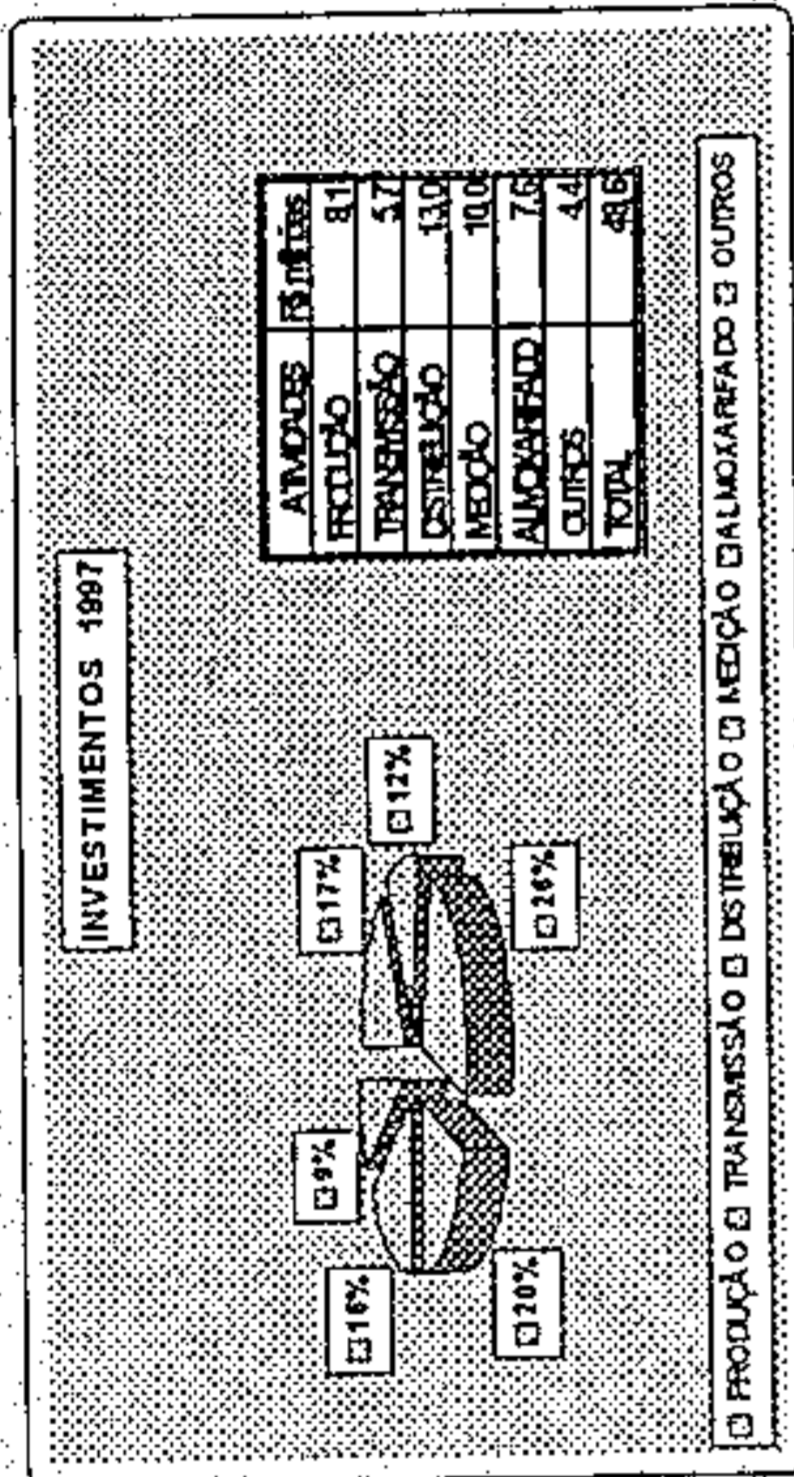 INVESTIMENTOS 1997
ATIVIDADES R$ milhões
PRODUÇÃO 8,1
TRANSMISSÃO 5,7
DISTRIBUIÇÃO 13,0
MEDIÇÃO 10,0
ALMOXARIFADO 7,6
OUTROS 4,4
TOTAL 48,6
17%
12%
26%
20%
16%
9%
PRODUÇÃO TRANSMISSÃO DISTRIBUIÇÃO MEDIÇÃO ALMOXARIFADO OUTROS